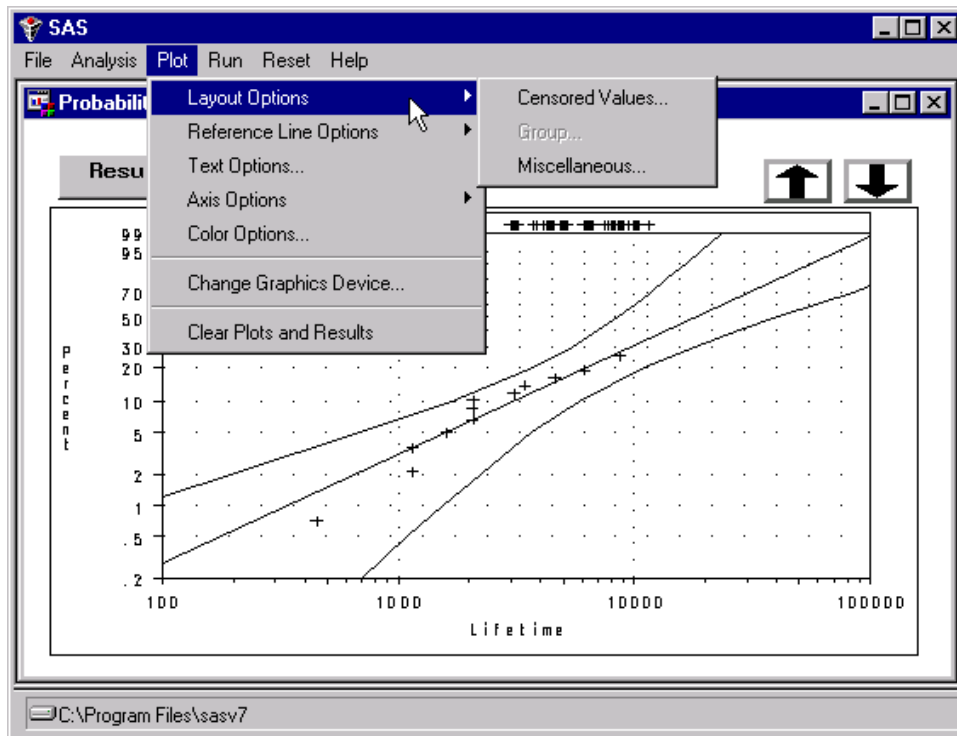 SAS
File Analysis Plot Run Reset Help
Layout Options
Reference Line Options
Text Options...
Axis Options
Color Options...
Change Graphics Device...
Clear Plots and Results
Censored Values...
Group...
Miscellaneous...
99
95
70
50
30
20
10
5
2
1
.5
.2
Percent
100 1000 10000 100000
Lifetime
C:\Program Files\sasv7